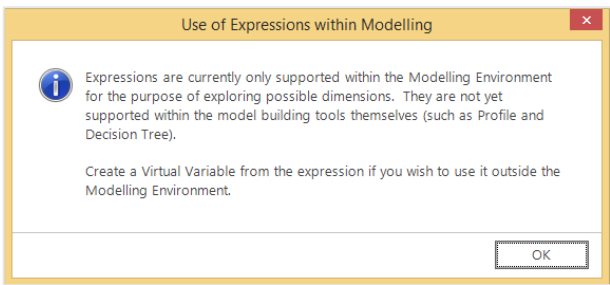 Use of Expressions within Modelling
Expressions are currently only supported within the Modelling Environment
for the purpose of exploring possible dimensions. They are not yet
supported within the model building tools themselves (such as Profile and
Decision Tree).
Create a Virtual Variable from the expression if you wish to use it outside the
Modelling Environment.
OK